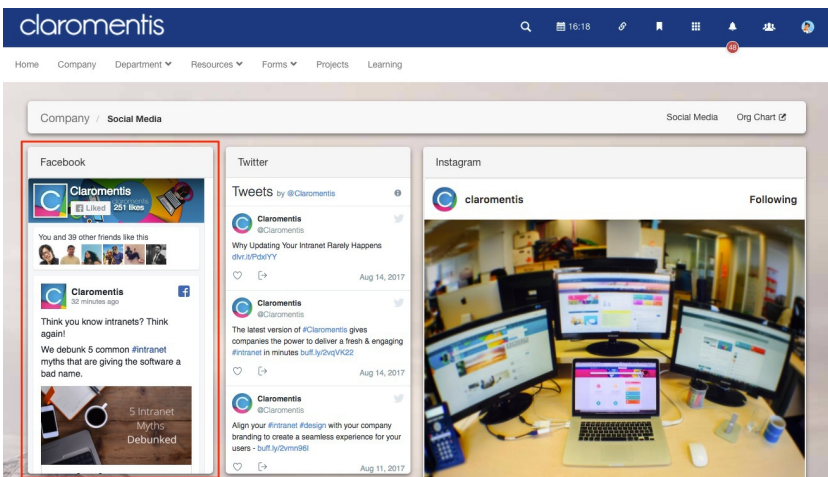 claromentis
16:18
48
Home Company Department Resources Forms Projects Learning
Company / Social Media
Social Media Org Chart
Facebook
Claromentis
Liked 251 likes
You and 39 other friends like this
Claromentis
32 minutes ago
Think you know intranets? Think
again!
We debunk 5 common #intranet
myths that are giving the software a
bad name.
5 Intranet
Myths
Debunked
Twitter
Tweets by @Claromentis
Claromentis
@Claromentis
Why Updating Your Intranet Rarely Happens
dlvr.it/PdxlYY
Aug 14, 2017
Claromentis
@Claromentis
The latest version of #Claromentis gives
companies the power to deliver a fresh & engaging
#intranet in minutes buff.ly/2vqVK22
Aug 14, 2017
Claromentis
@Claromentis
Align your #intranet #design with your company
branding to create a seamless experience for your
users - buff.ly/2vmn96l
Aug 11, 2017
Instagram
claromentis
Following